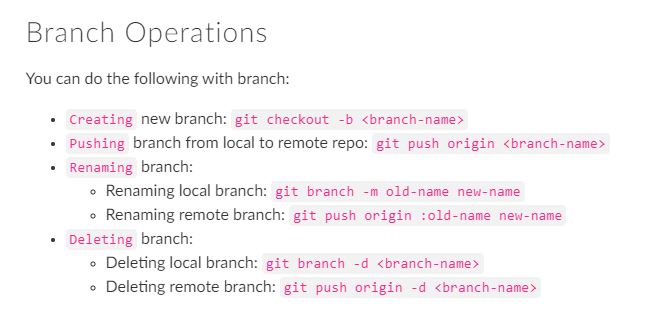 Branch Operations
You can do the following with branch:
• Creating new branch: git checkout -b <branch-name>
• Pushing branch from local to remote repo: git push origin <branch-name>
• Renaming branch:
◦ Renaming local branch: git branch -m old-name new-name
◦ Renaming remote branch: git push origin :old-name new-name
• Deleting branch:
◦ Deleting local branch: git branch -d <branch-name>
◦ Deleting remote branch: git push origin -d <branch-name>